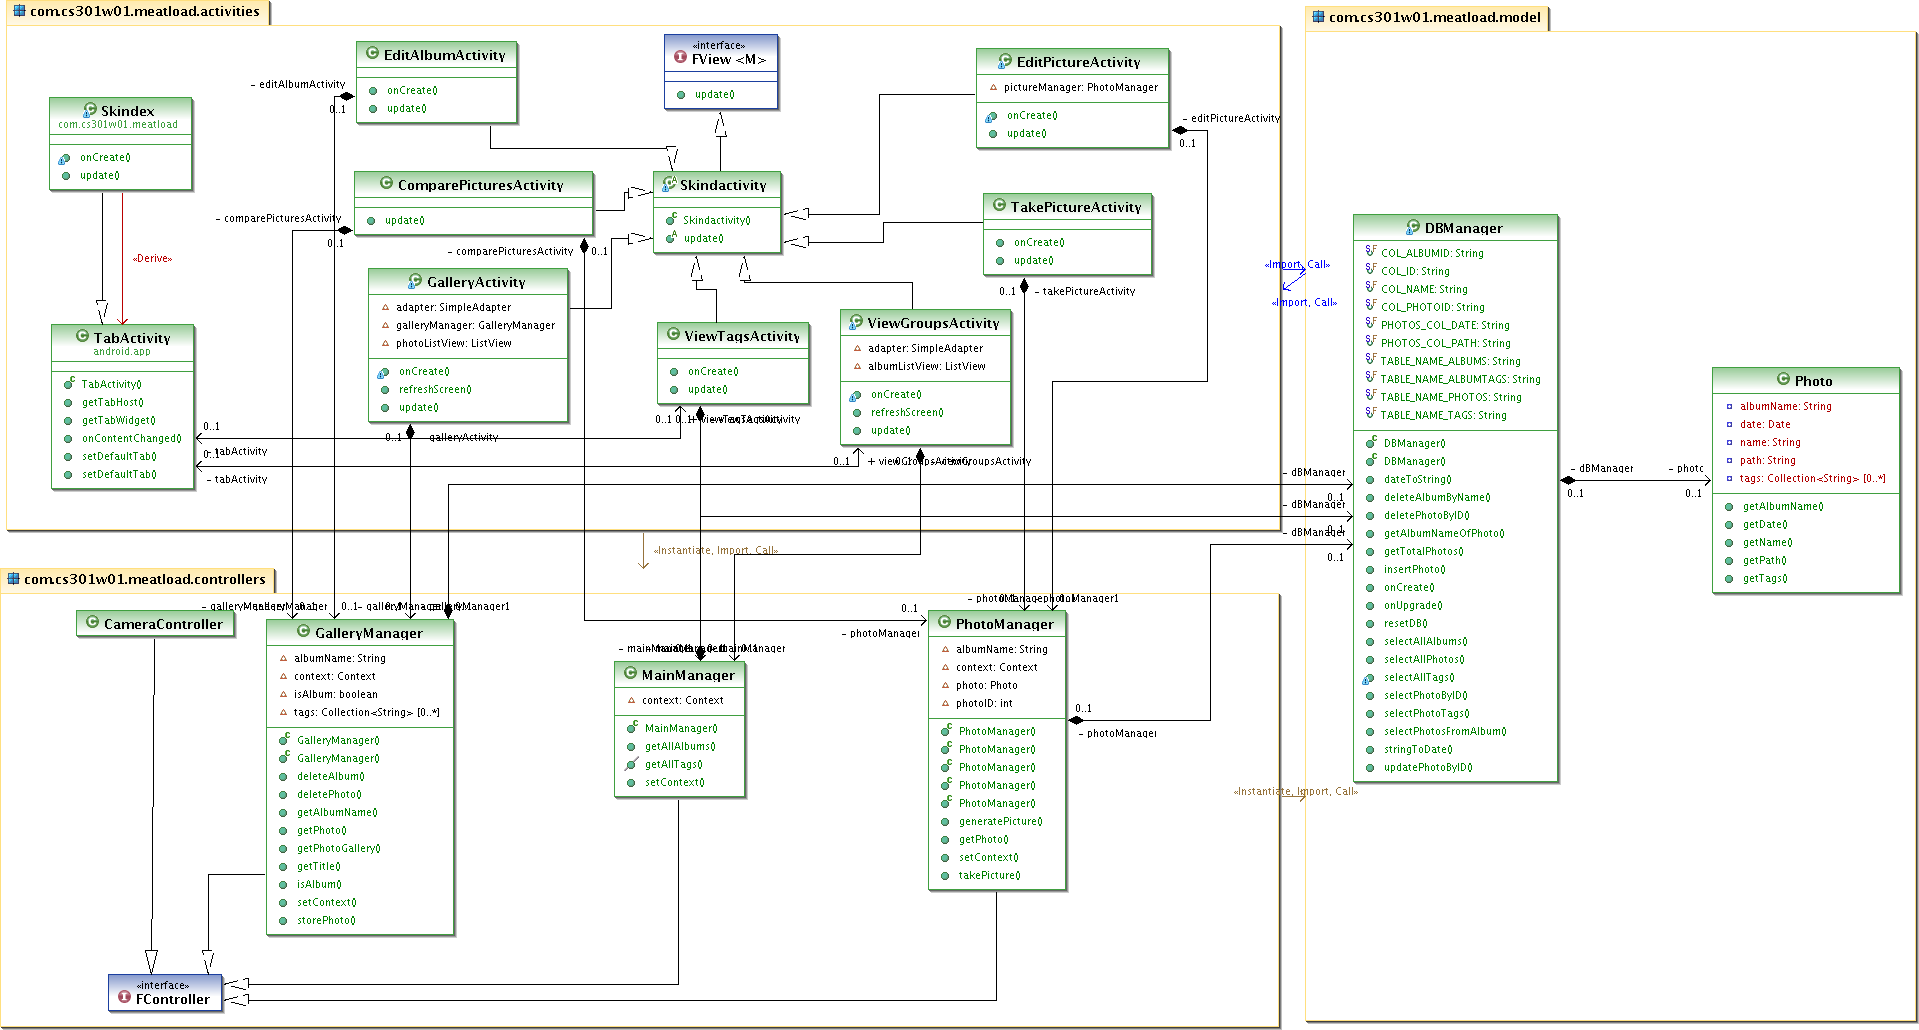 com.cs301w01.meatload.activities
Skindex
com.cs301w01.meatload
onCreate()
update()
«Derive»
TabActivity
android.app
TabActivity()
getTabHost()
getTabWidget()
onContentChanged()
setDefaultTab()
setDefaultTab()
EditAlbumActivity
onCreate()
update()
- editAlbumActivity
0..1
«interface»
FView <M>
update()
EditPictureActivity
pictureManager: PhotoManager
onCreate()
update()
- editPictureActivity
0..1
ComparePicturesActivity
update()
- comparePicturesActivity
0..1
- comparePicturesActivity
0..1
Skindactivity
Skindactivity()
update()
TakePictureActivity
onCreate()
update()
0..1
- takePictureActivity
GalleryActivity
adapter: SimpleAdapter
galleryManager: GalleryManager
photoListView: ListView
onCreate()
refreshScreen()
update()
0..1
- galleryActivity
ViewTagsActivity
onCreate()
update()
0..1
0..1
+ viewTagsActivity
ViewGroupsActivity
adapter: SimpleAdapter
albumListView: ListView
onCreate()
refreshScreen()
update()
0..1
+ viewGroupsActivity
0..1
- viewGroupsActivity
0..1
- tabActivity
0..1
- tabActivity
«Instantiate, Import, Call»
«Import, Call»
«Import, Call»
- dBManager
0..1
- dBManager
0..1
- dBManager
0..1
com.cs301w01.meatload.controllers
CameraController
- galleryManager
0..1
0..1
- galleryManager
GalleryManager
albumName: String
context: Context
isAlbum: boolean
tags: Collection<String> [0..*]
GalleryManager()
GalleryManager()
deleteAlbum()
deletePhoto()
getAlbumName()
getPhoto()
getPhotoGallery()
getTitle()
isAlbum()
setContext()
storePhoto()
- mainManager
MainManager
context: Context
MainManager()
getAllAlbums()
getAllTags()
setContext()
0..1
- photoManager
- photoManager
PhotoManager
albumName: String
context: Context
photo: Photo
photoID: int
PhotoManager()
PhotoManager()
PhotoManager()
PhotoManager()
PhotoManager()
generatePicture()
getPhoto()
setContext()
takePicture()
0..1
- photoManager
«interface»
FController
«Instantiate, Import, Call»
com.cs301w01.meatload.model
DBManager
COL_ALBUMID: String
COL_ID: String
COL_NAME: String
COL_PHOTOID: String
PHOTOS_COL_DATE: String
PHOTOS_COL_PATH: String
TABLE_NAME_ALBUMS: String
TABLE_NAME_ALBUMTAGS: String
TABLE_NAME_PHOTOS: String
TABLE_NAME_TAGS: String
DBManager()
DBManager()
dateToString()
deleteAlbumByName()
deletePhotoByID()
getAlbumNameOfPhoto()
getTotalPhotos()
insertPhoto()
onCreate()
onUpgrade()
resetDB()
selectAllAlbums()
selectAllPhotos()
selectAllTags()
selectPhotoByID()
selectPhotoTags()
selectPhotosFromAlbum()
stringToDate()
updatePhotoByID()
- dBManager
0..1
- photo
0..1
Photo
albumName: String
date: Date
name: String
path: String
tags: Collection<String> [0..*]
getAlbumName()
getDate()
getName()
getPath()
getTags()